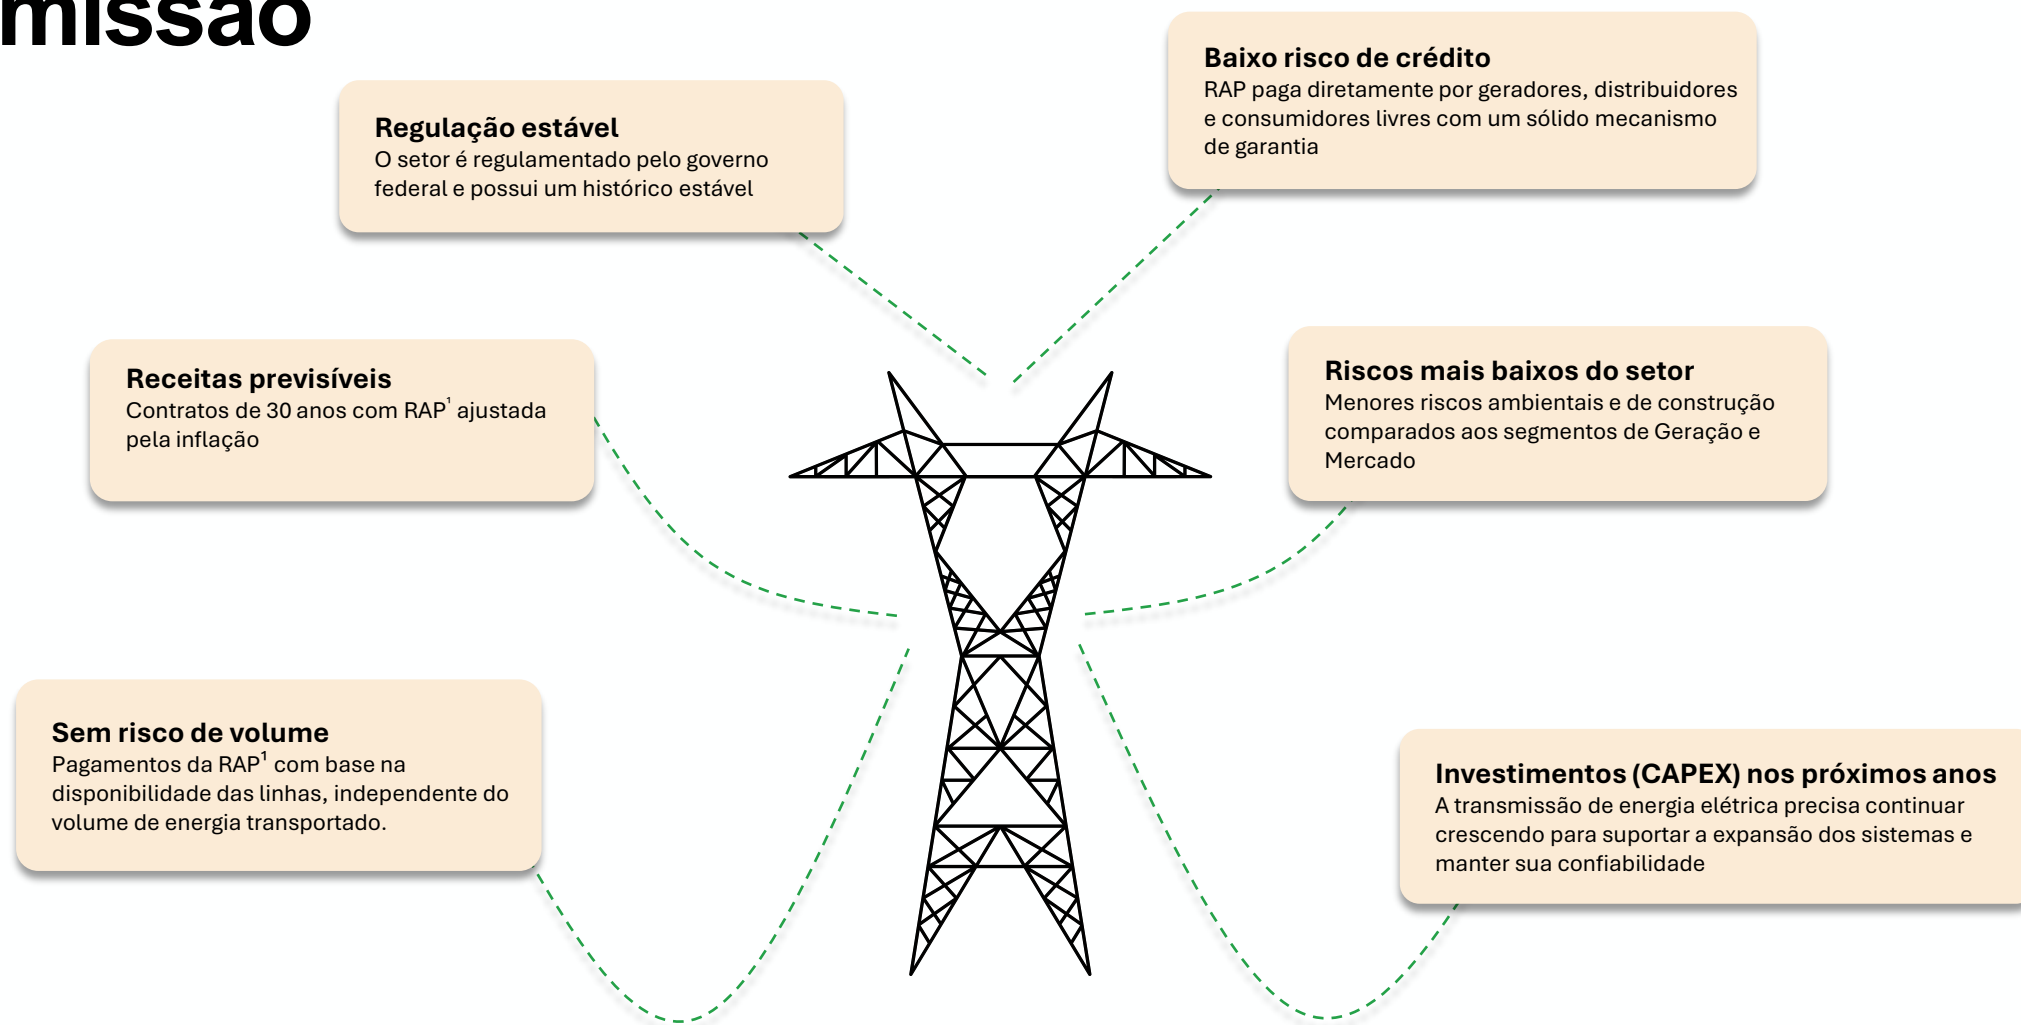 missão
Regulação estável
O setor é regulamentado pelo governo
federal e possui um histórico estável
Baixo risco de crédito
RAP paga diretamente por geradores, distribuidores
e consumidores livres com um sólido mecanismo
de garantia
Receitas previsíveis
Contratos de 30 anos com RAP¹ ajustada
pela inflação
Riscos mais baixos do setor
Menores riscos ambientais e de construção
comparados aos segmentos de Geração e
Mercado
Sem risco de volume
Pagamentos da RAP¹ com base na
disponibilidade das linhas, independente do
volume de energia transportado.
Investimentos (CAPEX) nos próximos anos
A transmissão de energia elétrica precisa continuar
crescendo para suportar a expansão dos sistemas e
manter sua confiabilidade